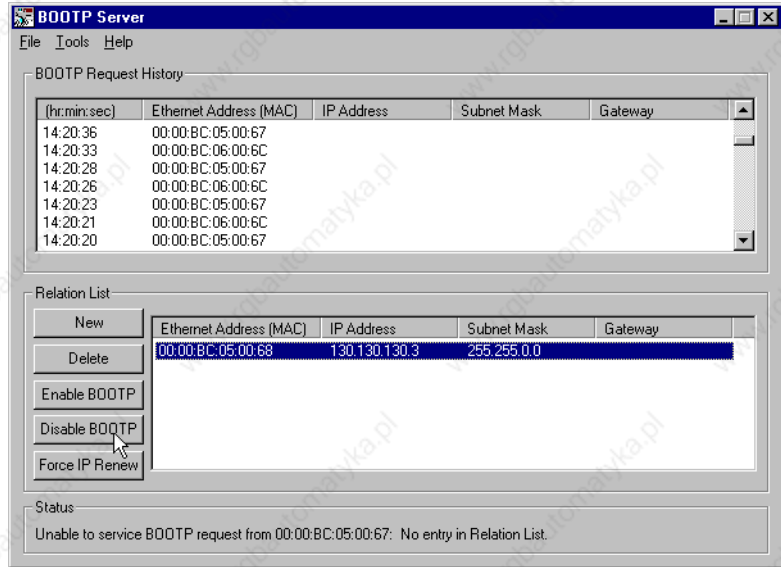 BOOTP Server
File Tools Help
BOOTP Request History
(hr:min:sec) Ethernet Address (MAC) IP Address Subnet Mask Gateway
14:20:36 00:00:BC:05:00:67
14:20:33 00:00:BC:06:00:6C
14:20:28 00:00:BC:05:00:67
14:20:26 00:00:BC:06:00:6C
14:20:23 00:00:BC:05:00:67
14:20:21 00:00:BC:06:00:6C
14:20:20 00:00:BC:05:00:67
Relation List
New
Delete
Enable BOOTP
Disable BOOTP
Force IP Renew
Ethernet Address (MAC) IP Address Subnet Mask Gateway
00:00:BC:05:00:68 130.130.130.3 255.255.0.0
Status
Unable to service BOOTP request from 00:00:BC:05:00:67: No entry in Relation List.
www.rgbautomatyka.pl